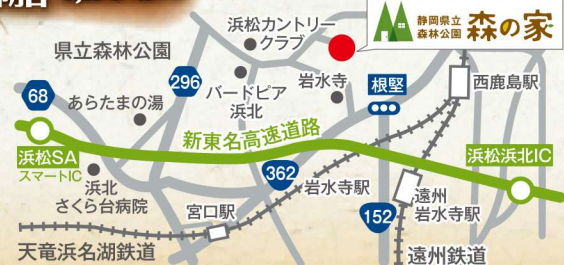 浜松カントリー
クラブ
静岡県立
森林公園
森の家
県立森林公園
296
バードピア
浜北
岩水寺
根堅
西鹿島駅
68
あらたまの湯
新東名高速道路
浜松SA
スマートIC
浜松浜北IC
浜北
さくら台病院
362
岩水寺駅
遠州
岩水寺駅
宮口駅
152
天竜浜名湖鉄道
遠州鉄道